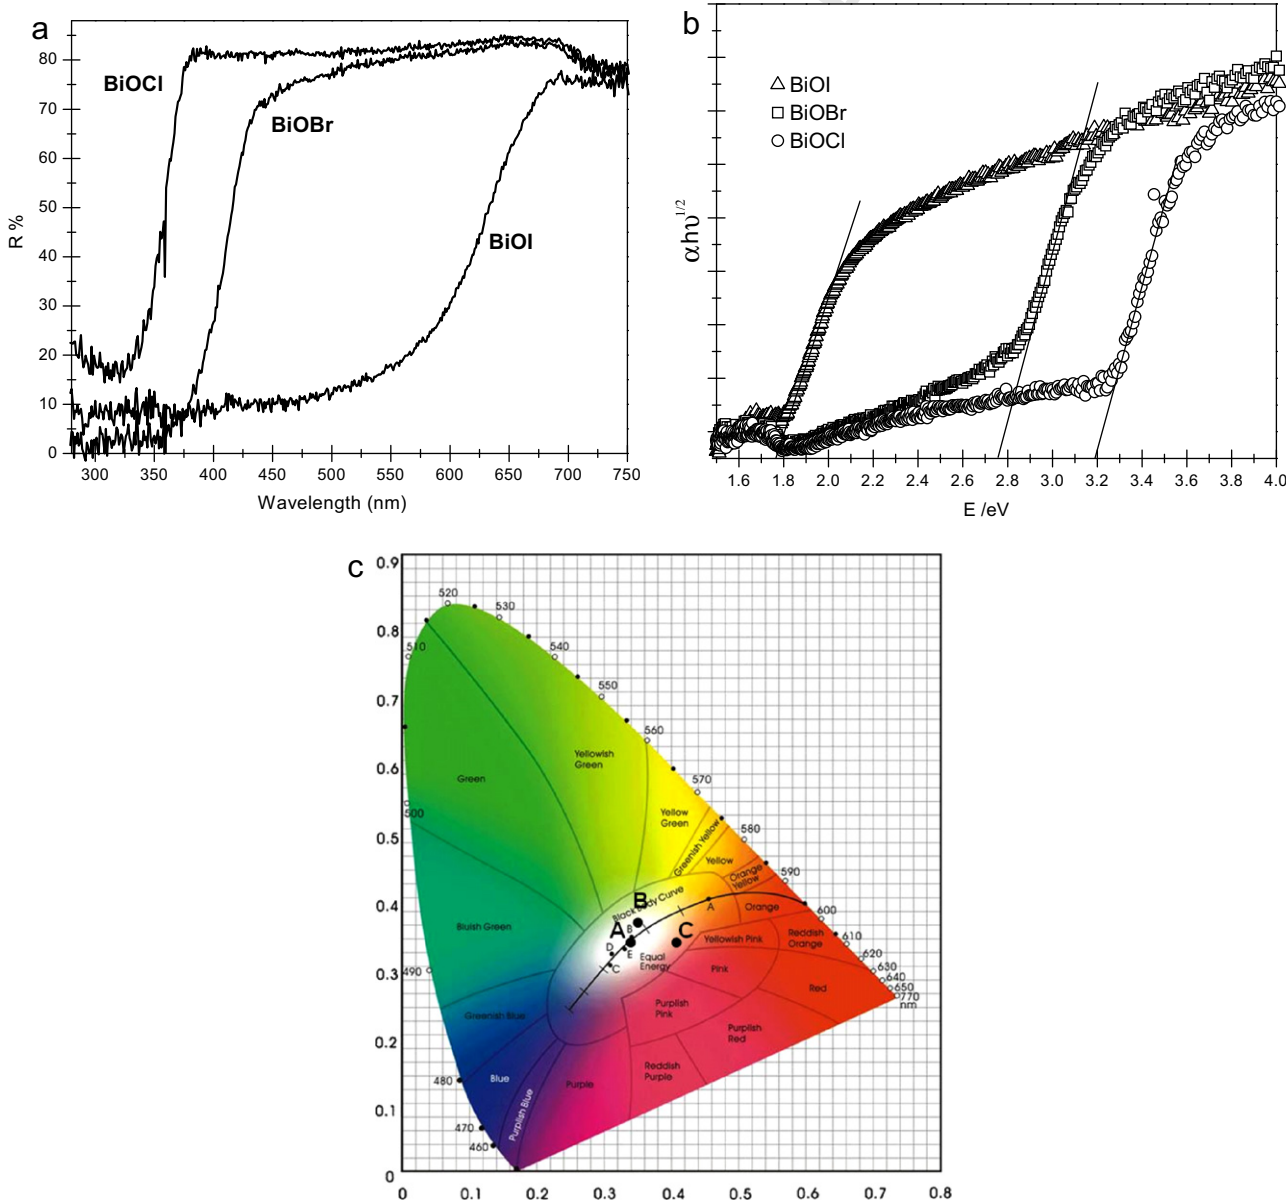 a
80
70
60
50
40
30
20
10
0
R %
BiOCl
BiOBr
BiOI
300 350 400 450 500 550 600 650 700 750
Wavelength (nm)
b
BiOI
BiOBr
BiOCl
αhυ1/2
1.6 1.8 2.0 2.2 2.4 2.6 2.8 3.0 3.2 3.4 3.6 3.8 4.0
E /eV
c
0.9
0.8
0.7
0.6
0.5
0.4
0.3
0.2
0.1
0
520
530
510
540
550
560
570
580
590
600
610
620
630
640
650
770
nm
500
490
480
470
460
Green
Yellowish
Green
Yellow
Green
Greenish Yellow
Yellow
Orange
Yellow
Orange
Reddish
Orange
Bluish Green
Black Body Curve
B
A
C
A
B
D
E
C
Equal
Energy
Yellowish Pink
Pink
Red
Purplish
Pink
Purplish
Red
Greenish Blue
Blue
Purplish Blue
Purple
Reddish
Purple
0 0.1 0.2 0.3 0.4 0.5 0.6 0.7 0.8